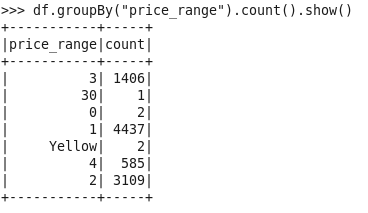 >>> df.groupBy("price_range").count().show()
+-----------+-----+
|price_range|count|
+-----------+-----+
|          3| 1406|
|         30|    1|
|          0|    2|
|          1| 4437|
|     Yellow|    2|
|          4|  585|
|          2| 3109|
+-----------+-----+